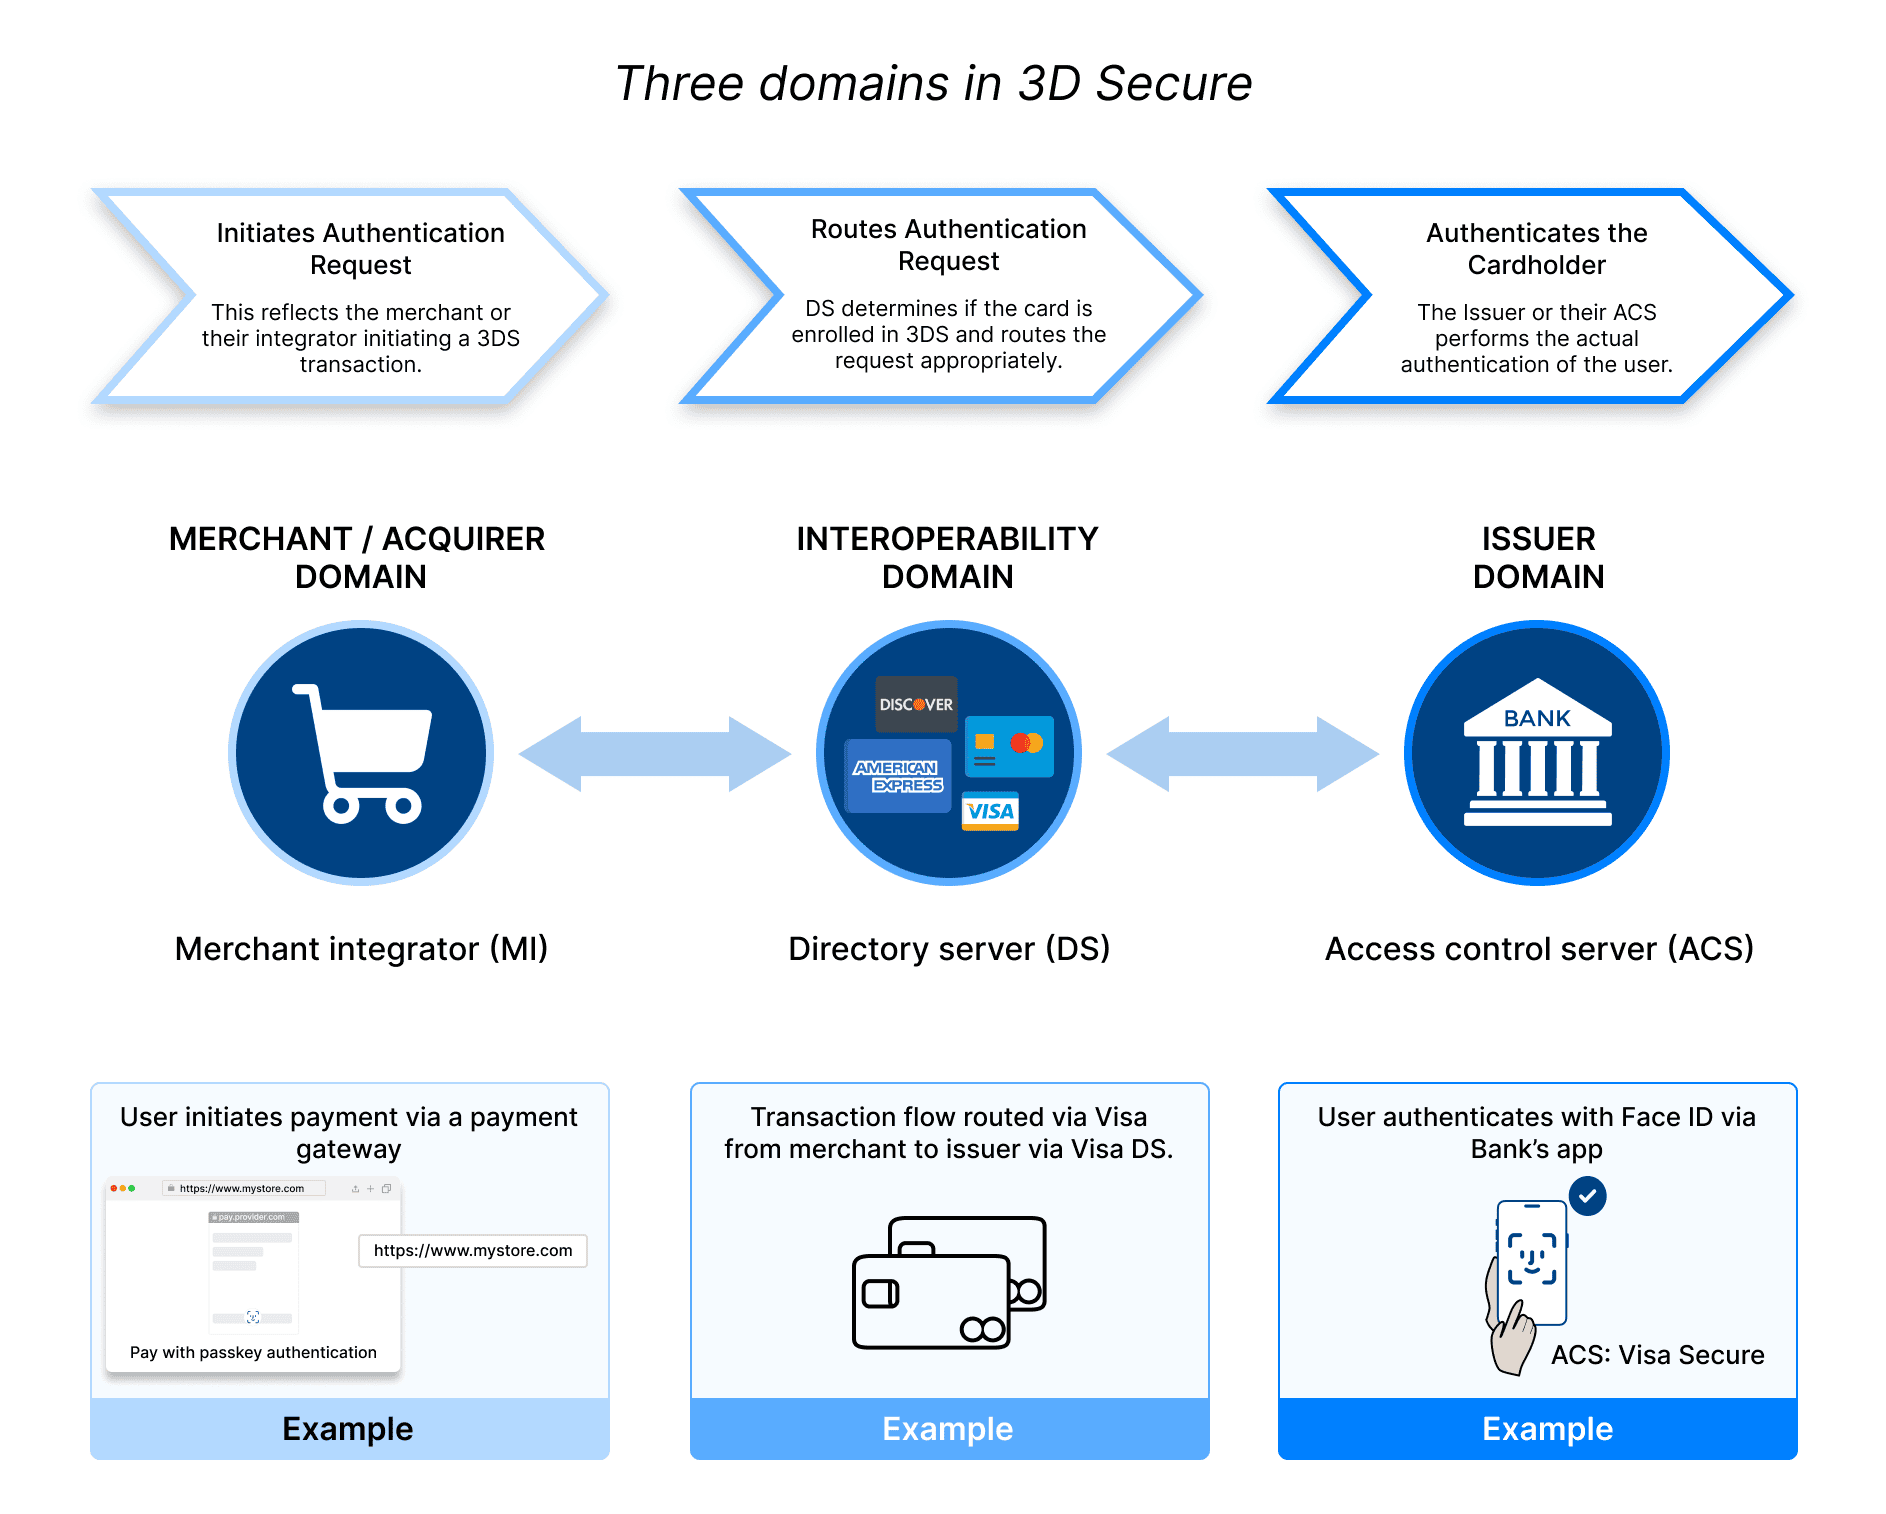 Three domains in 3D Secure
Initiates Authentication
Request
This reflects the merchant or
their integrator initiating a 3DS
transaction.
Routes Authentication
Request
DS determines if the card is
enrolled in 3DS and routes the
request appropriately.
Authenticates the
Cardholder
The Issuer or their ACS
performs the actual
authentication of the user.
MERCHANT / ACQUIRER
DOMAIN
INTEROPERABILITY
DOMAIN
ISSUER
DOMAIN
DISCOVER
AMERICAN
EXPRESS
VISA
BANK
Merchant integrator (MI)
Directory server (DS)
Access control server (ACS)
User initiates payment via a payment
gateway
https://www.mystore.com
pay.provider.com
https://www.mystore.com
Pay with passkey authentication
Example
Transaction flow routed via Visa
from merchant to issuer via Visa DS.
Example
User authenticates with Face ID via
Bank's app
ACS: Visa Secure
Example